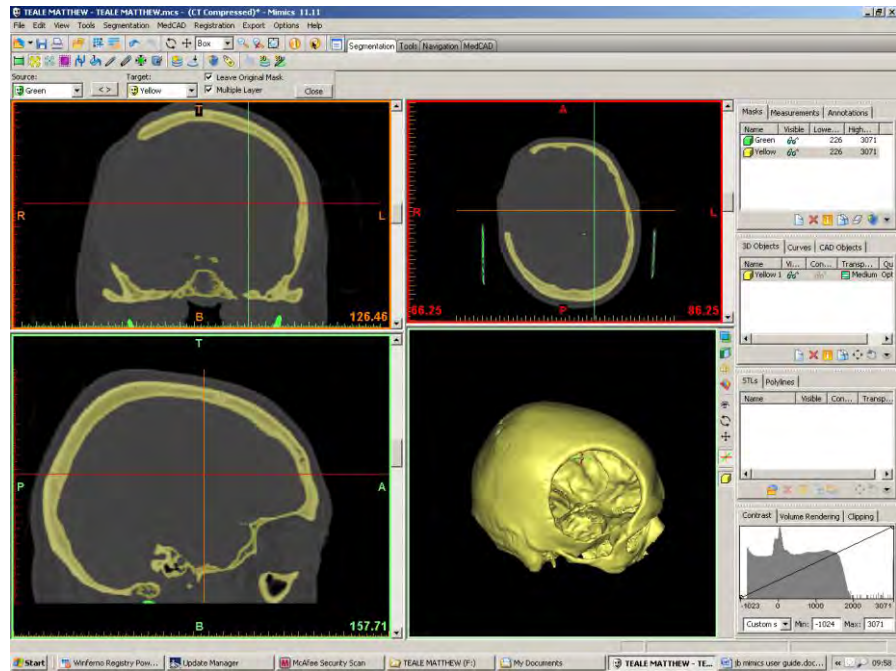 TEALE MATTHEW - TEALE MATTHEW.mcs - (CT Compressed)* - Mimics 11.11
File Edit View Tools Segmentation MedCAD Registration Export Options Help
Box Segmentation Tools Navigation MedCAD
Source: Target: Leave Original Mask
Green < > Yellow Multiple Layer Close
T
R L
B
126.46
A
R L
P
66.25 86.25
T
P A
B
157.71
Masks Measurements Annotations
Name Visible Lowe... High...
Green 226 3071
Yellow 226 3071
3D Objects Curves CAD Objects
Name Vi... Con... Transp... Qu
Yellow 1 Medium Opt
STLs Polylines
Name Visible Con... Transp...
Contrast Volume Rendering Clipping
-1023 0 1000 2000 3071
Custom s Min: -1024 Max: 3071
Start Winferno Registry Pow... Update Manager McAfee Security Scan TEALE MATTHEW (F:) My Documents TEALE MATTHEW - TE... jb mimics user guide.doc... « 09:58